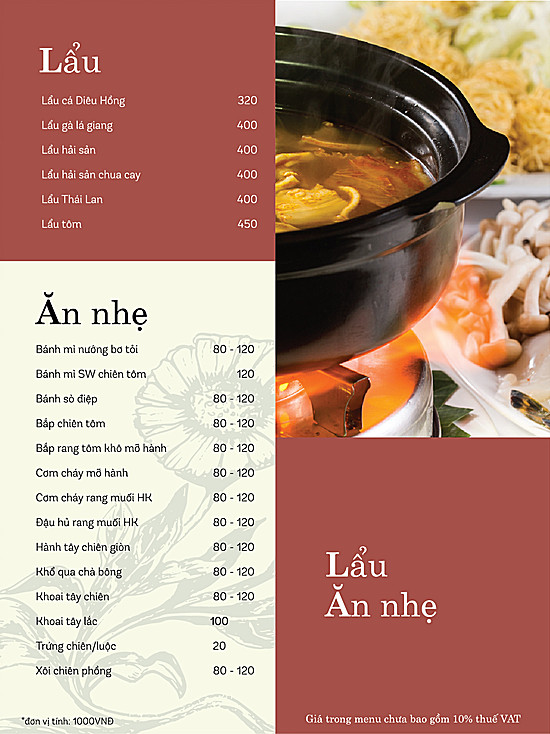 Lẩu
Lẩu cá Diêu Hồng 320
Lẩu gà lá giang 400
Lẩu hải sản 400
Lẩu hải sản chua cay 400
Lẩu Thái Lan 400
Lẩu tôm 450
Ăn nhẹ
Bánh mì nướng bơ tỏi 80 - 120
Bánh mì SW chiên tôm 120
Bánh sò điệp 80 - 120
Bắp chiên tôm 80 - 120
Bắp rang tôm khô mỡ hành 80 - 120
Cơm cháy mỡ hành 80 - 120
Cơm cháy rang muối HK 80 - 120
Đậu hủ rang muối HK 80 - 120
Hành tây chiên giòn 80 - 120
Khổ qua chà bông 80 - 120
Khoai tây chiên 80 - 120
Khoai tây lắc 100
Trứng chiên/luộc 20
Xôi chiên phồng 80 - 120
*đơn vị tính: 1000VNĐ
Lẩu
Ăn nhẹ
Giá trong menu chưa bao gồm 10% thuế VAT